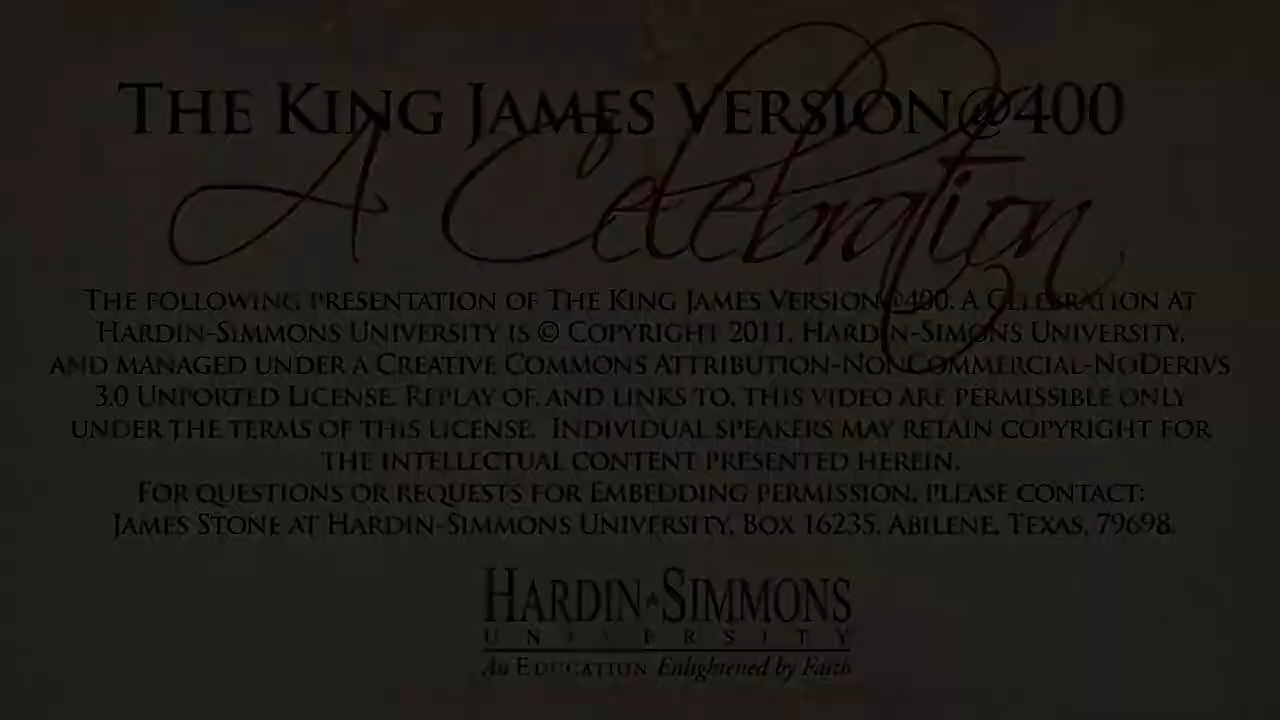 THE KING JAMES VERSION@400
A Celebration
THE FOLLOWING PRESENTATION OF THE KING JAMES VERSION@400: A CELEBRATION AT
HARDIN-SIMMONS UNIVERSITY IS © COPYRIGHT 2011, HARDIN-SIMONS UNIVERSITY,
AND MANAGED UNDER A CREATIVE COMMONS ATTRIBUTION-NONCOMMERCIAL-NODERIVS
3.0 UNPORTED LICENSE. REPLAY OF, AND LINKS TO, THIS VIDEO ARE PERMISSIBLE ONLY
UNDER THE TERMS OF THIS LICENSE. INDIVIDUAL SPEAKERS MAY RETAIN COPYRIGHT FOR
THE INTELLECTUAL CONTENT PRESENTED HEREIN.
FOR QUESTIONS OR REQUESTS FOR EMBEDDING PERMISSION, PLEASE CONTACT:
JAMES STONE AT HARDIN-SIMMONS UNIVERSITY, BOX 16235, ABILENE, TEXAS, 79698.
HARDIN★SIMMONS
UNIVERSITY
An EDUCATION Enlightened by Faith